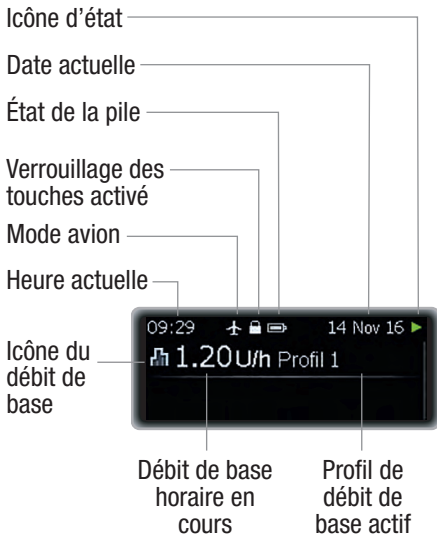 Icône d’état
Date actuelle
État de la pile
Verrouillage des
touches activé
Mode avion
Heure actuelle
Icône du
débit de
base
09:29 14 Nov 16
1.20U/h Profil 1
Débit de base
horaire en
cours
Profil de
débit de
base actif